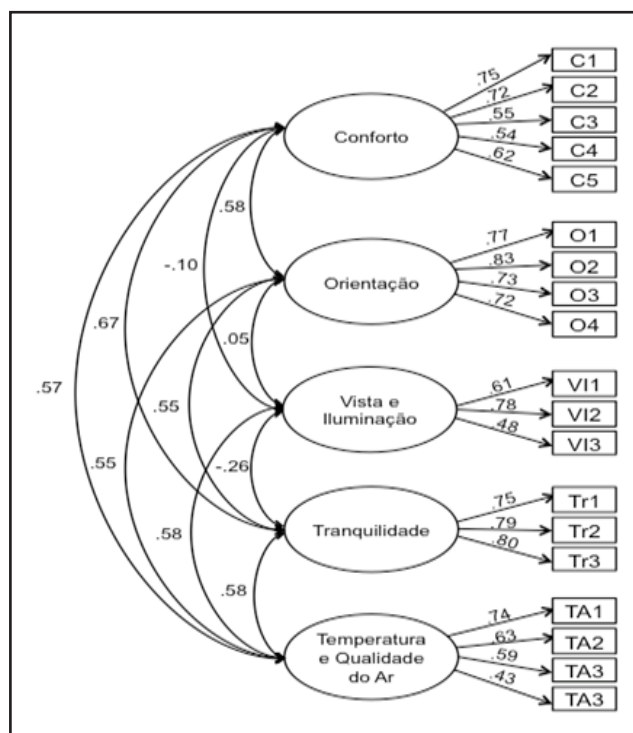 .75
C1
.72
C2
.55
C3
.54
C4
.62
C5
Conforto
.58
-.10
.77
O1
.83
O2
.73
O3
.72
O4
Orientação
.67
.05
.57
.61
VI1
.78
VI2
.48
VI3
Vista e
Iluminação
.55
-.26
.55
.75
Tr1
.79
Tr2
.80
Tr3
Tranquilidade
.58
.58
.74
TA1
.63
TA2
.59
TA3
.43
TA3
Temperatura
e Qualidade
do Ar